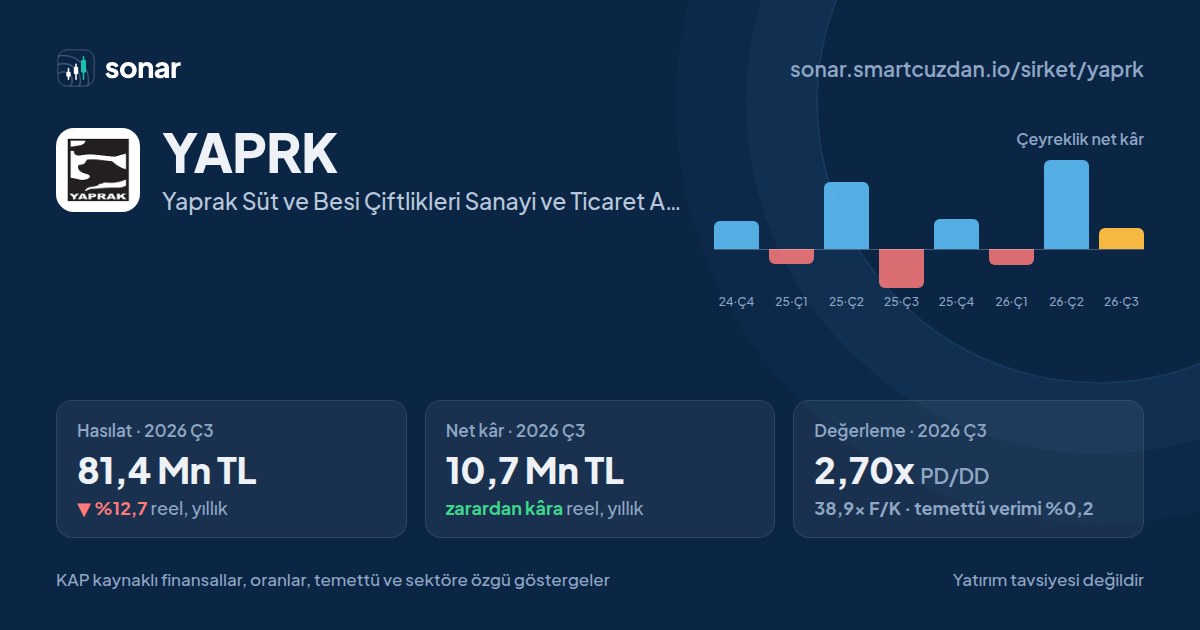 sonar
sonar.smartcuzdan.io/sirket/yaprk
YAPRAK
YAPRK
Yaprak Süt ve Besi Çiftlikleri Sanayi ve Ticaret A...
Çeyreklik net kâr
24·Ç4 25·Ç1 25·Ç2 25·Ç3 25·Ç4 26·Ç1 26·Ç2 26·Ç3
Hasılat · 2026 Ç3
81,4 Mn TL
▼ %12,7 reel, yıllık
Net kâr · 2026 Ç3
10,7 Mn TL
zarardan kâra reel, yıllık
Değerleme · 2026 Ç3
2,70x PD/DD
38,9× F/K · temettü verimi %0,2
KAP kaynaklı finansallar, oranlar, temettü ve sektöre özgü göstergeler
Yatırım tavsiyesi değildir